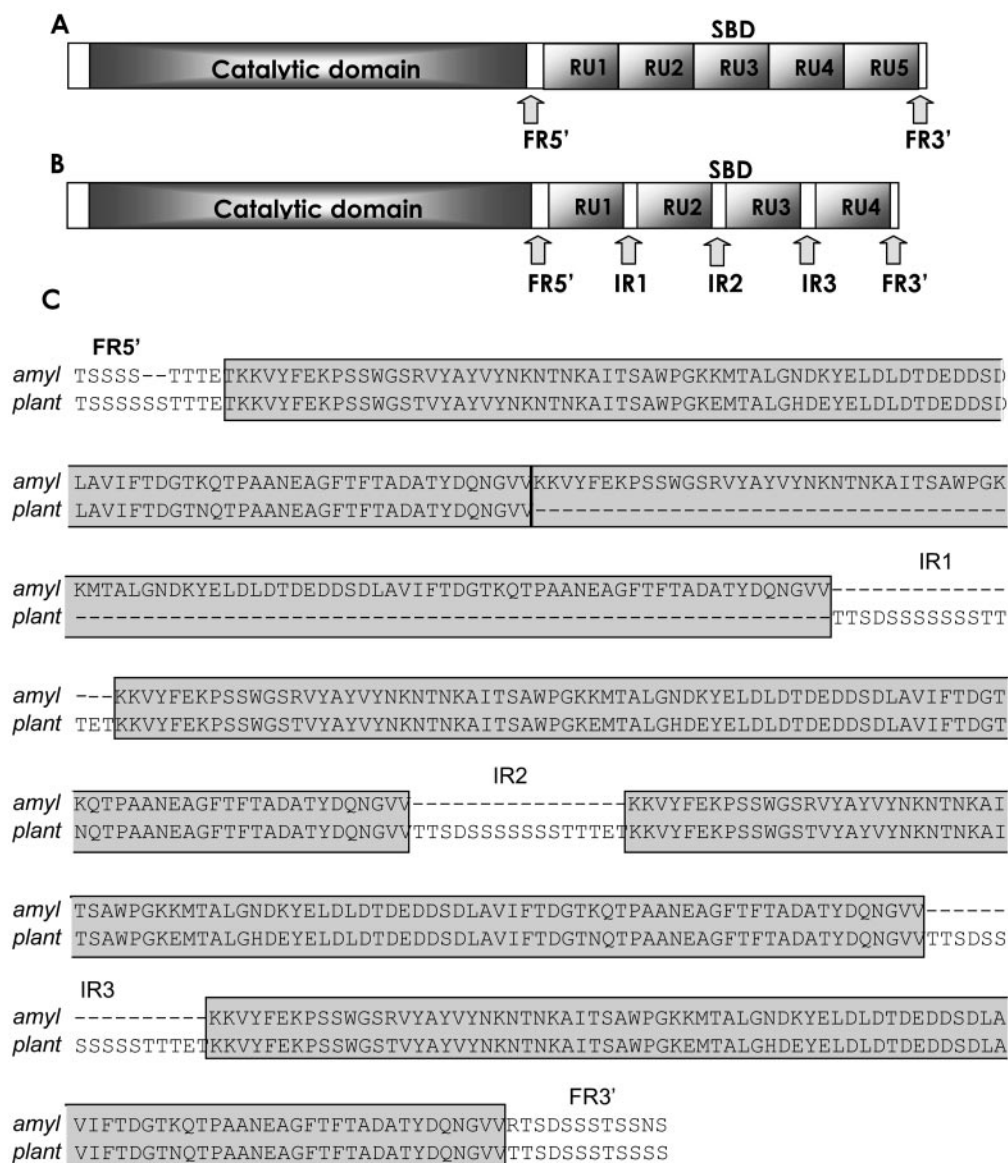 A
SBD
Catalytic domain
RU1 RU2 RU3 RU4 RU5
FR5' FR3'
B
SBD
Catalytic domain
RU1 RU2 RU3 RU4
FR5' IR1 IR2 IR3 FR3'
C
FR5'
amyl TSSSS--TTTETKKVYFEKPSSWGSRVYAYVYNKNTNKAITSAWPGKKMTALGNDKYELDLDTDEDDSD
plant TSSSSSSTTTETKKVYFEKPSSWGSTVYAYVYNKNTNKAITSAWPGKEMTALGHDEYELDLDTDEDDSD
amyl LAVIFTDGTKQTPAANEAGFTFTADATYDQNGVVKKVYFEKPSSWGSRVYAYVYNKNTNKAITSAWPGK
plant LAVIFTDGTNQTPAANEAGFTFTADATYDQNGVV-----------------------------------
IR1
amyl KMTALGNDKYELDLDTDEDDSDLAVIFTDGTKQTPAANEAGFTFTADATYDQNGVV-------------
plant --------------------------------------------------------TTSDSSSSSSSTT
amyl ---KKVYFEKPSSWGSRVYAYVYNKNTNKAITSAWPGKKMTALGNDKYELDLDTDEDDSDLAVIFTDGT
plant TETKKVYFEKPSSWGSTVYAYVYNKNTNKAITSAWPGKEMTALGHDEYELDLDTDEDDSDLAVIFTDGT
IR2
amyl KQTPAANEAGFTFTADATYDQNGVV----------------KKVYFEKPSSWGSRVYAYVYNKNTNKAI
plant NQTPAANEAGFTFTADATYDQNGVVTTSDSSSSSSSTTTETKKVYFEKPSSWGSTVYAYVYNKNTNKAI
amyl TSAWPGKKMTALGNDKYELDLDTDEDDSDLAVIFTDGTKQTPAANEAGFTFTADATYDQNGVV------
plant TSAWPGKEMTALGHDEYELDLDTDEDDSDLAVIFTDGTNQTPAANEAGFTFTADATYDQNGVVTTSDSS
IR3
amyl ----------KKVYFEKPSSWGSRVYAYVYNKNTNKAITSAWPGKKMTALGNDKYELDLDTDEDDSDLA
plant SSSSSTTTETKKVYFEKPSSWGSTVYAYVYNKNTNKAITSAWPGKEMTALGHDEYELDLDTDEDDSDLA
FR3'
amyl VIFTDGTKQTPAANEAGFTFTADATYDQNGVVRTSDSSSTSSNS
plant VIFTDGTNQTPAANEAGFTFTADATYDQNGVVTTSDSSSTSSSS